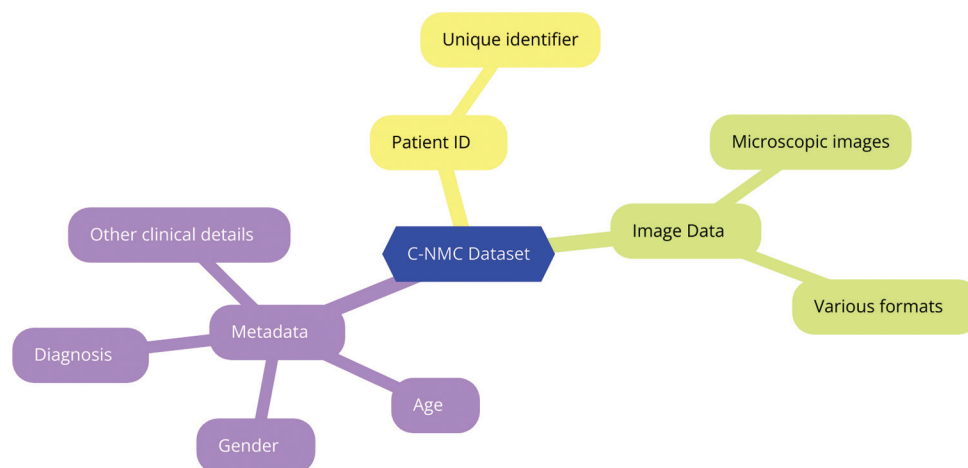 Unique identifier
Patient ID
Microscopic images
Image Data
Other clinical details
C-NMC Dataset
Various formats
Metadata
Diagnosis
Age
Gender